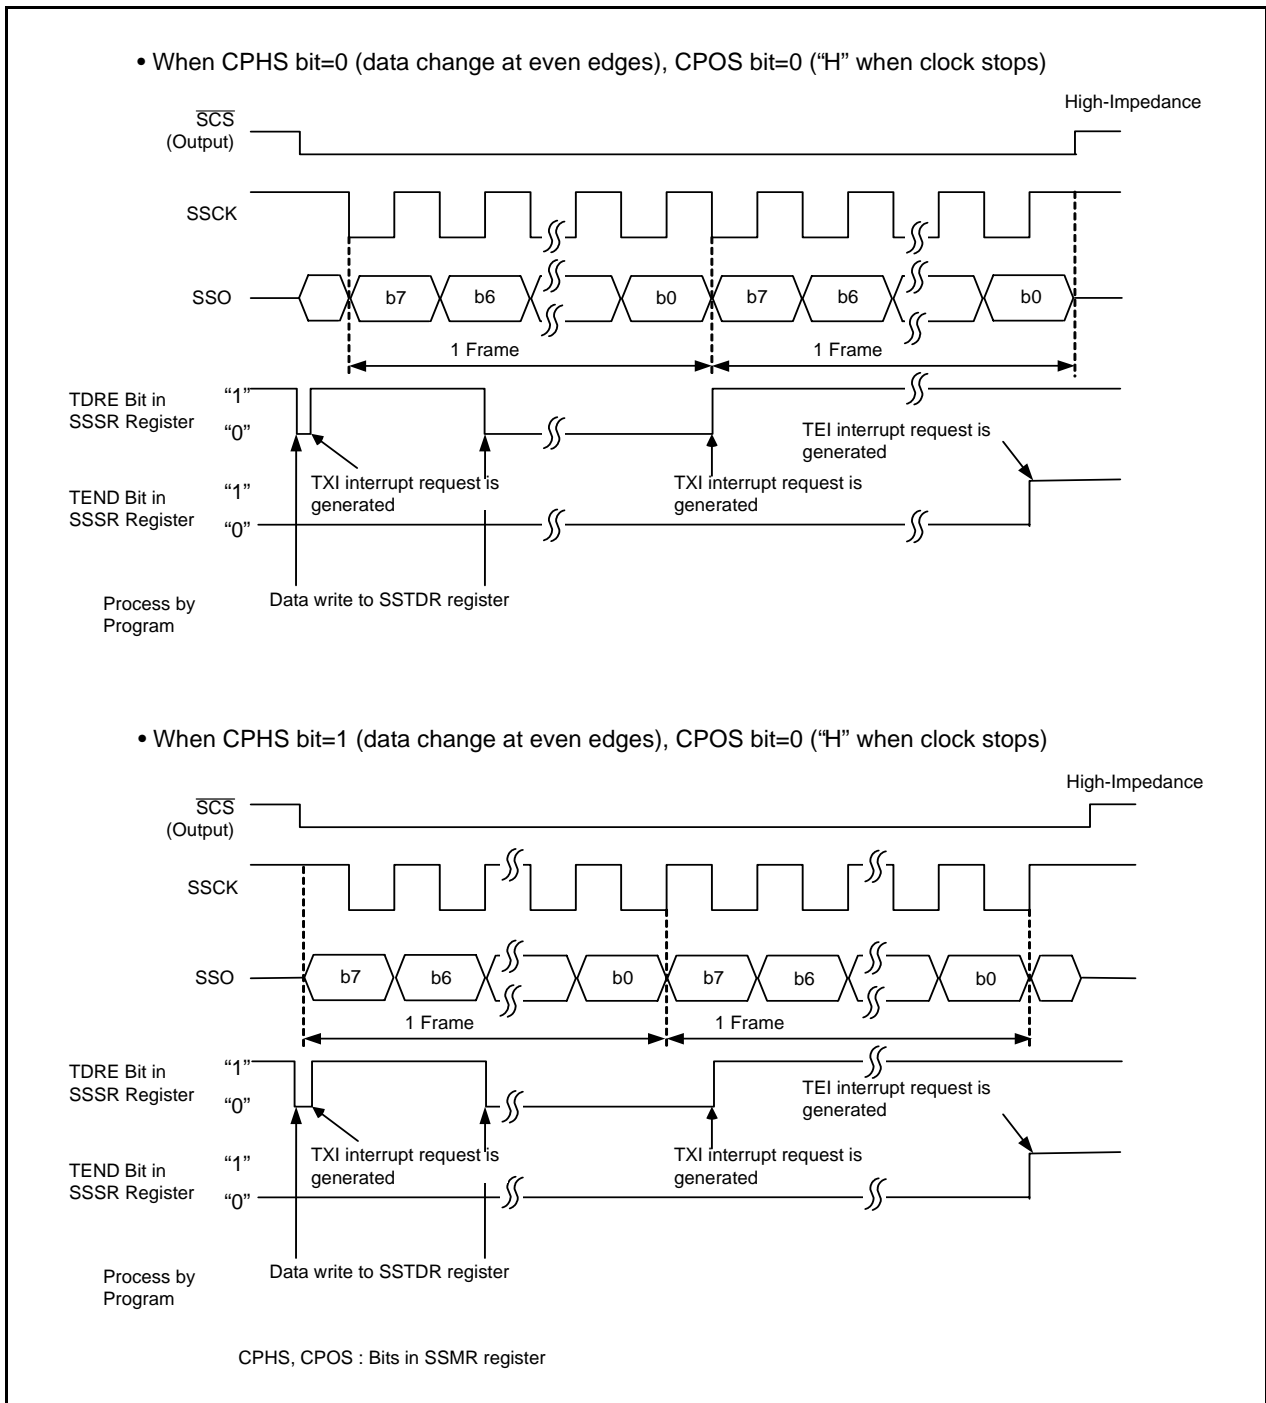 • When CPHS bit=0 (data change at even edges), CPOS bit=0 (“H” when clock stops)
High-Impedance
SCS
(Output)
SSCK
SSO
b7
b6
b0
b7
b6
b0
1 Frame
1 Frame
TDRE Bit in
SSSR Register
“1”
“0”
TEI interrupt request is
generated
TXI interrupt request is
generated
TXI interrupt request is
generated
TEND Bit in
SSSR Register
“1”
“0”
Process by
Program
Data write to SSTDR register
• When CPHS bit=1 (data change at even edges), CPOS bit=0 (“H” when clock stops)
High-Impedance
SCS
(Output)
SSCK
SSO
b7
b6
b0
b7
b6
b0
1 Frame
1 Frame
TDRE Bit in
SSSR Register
“1”
“0”
TEI interrupt request is
generated
TXI interrupt request is
generated
TXI interrupt request is
generated
TEND Bit in
SSSR Register
“1”
“0”
Process by
Program
Data write to SSTDR register
CPHS, CPOS : Bits in SSMR register